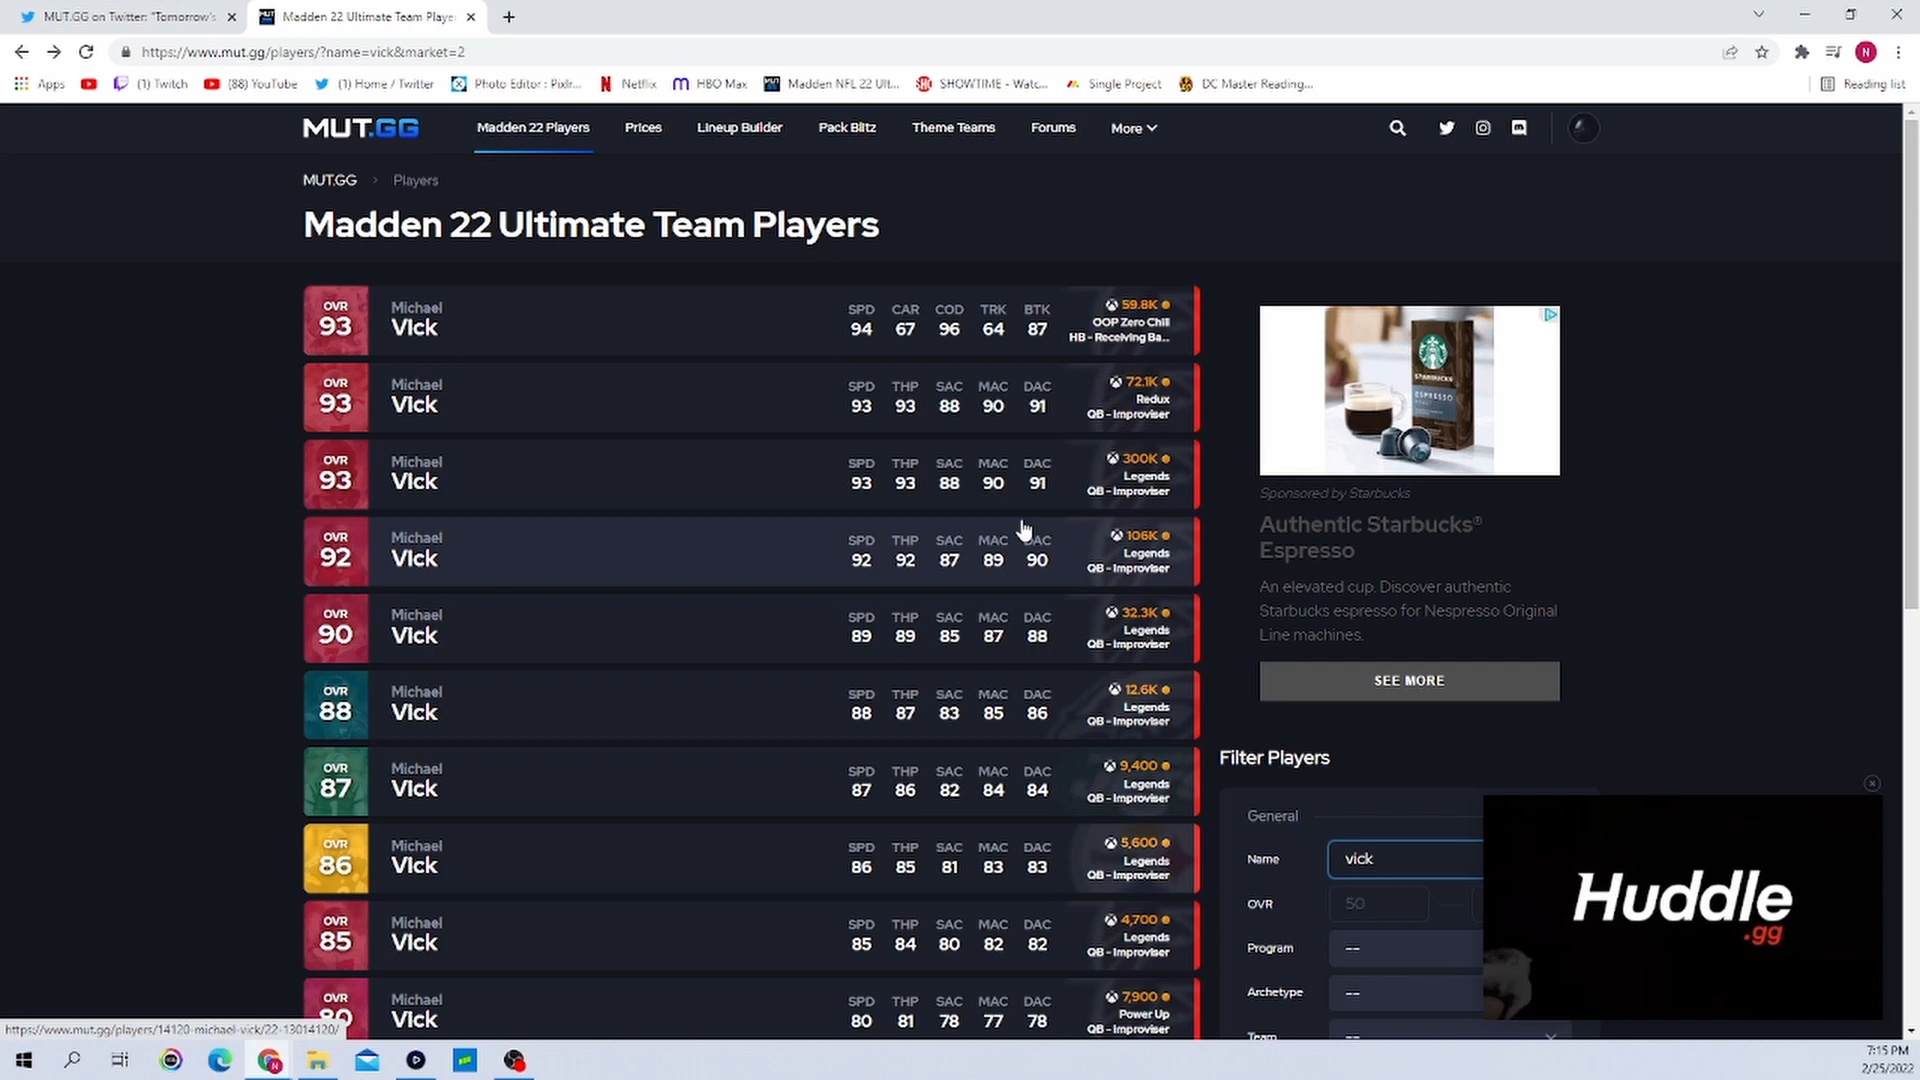 MUT.GG on Twitter: "Tomorrow's
Madden 22 Ultimate Team Player
https://www.mut.gg/players/?name=vick&market=2
N
Apps
(1) Twitch
(88) YouTube
(1) Home / Twitter
Photo Editor : Pixlr...
Netflix
HBO Max
Madden NFL 22 Ult...
SHOWTIME - Watc...
Single Project
DC Master Reading...
Reading list
MUT.GG
Madden 22 Players
Prices
Lineup Builder
Pack Blitz
Theme Teams
Forums
More
MUT.GG > Players
Madden 22 Ultimate Team Players
OVR 93 Michael Vick SPD 94 CAR 67 COD 96 TRK 64 BTK 87 59.8K OOP Zero Chill HB - Receiving Ba...
OVR 93 Michael Vick SPD 93 THP 93 SAC 88 MAC 90 DAC 91 72.1K Redux QB - Improviser
OVR 93 Michael Vick SPD 93 THP 93 SAC 88 MAC 90 DAC 91 300K Legends QB - Improviser
OVR 92 Michael Vick SPD 92 THP 92 SAC 87 MAC 89 DAC 90 106K Legends QB - Improviser
OVR 90 Michael Vick SPD 89 THP 89 SAC 85 MAC 87 DAC 88 32.3K Legends QB - Improviser
OVR 88 Michael Vick SPD 88 THP 87 SAC 83 MAC 85 DAC 86 12.6K Legends QB - Improviser
OVR 87 Michael Vick SPD 87 THP 86 SAC 82 MAC 84 DAC 84 9,400 Legends QB - Improviser
OVR 86 Michael Vick SPD 86 THP 85 SAC 81 MAC 83 DAC 83 5,600 Legends QB - Improviser
OVR 85 Michael Vick SPD 85 THP 84 SAC 80 MAC 82 DAC 82 4,700 Legends QB - Improviser
OVR 80 Michael Vick SPD 80 THP 81 SAC 78 MAC 77 DAC 78 7,900 Power Up QB - Improviser
STARBUCKS
ESPRESSO
Sponsored by Starbucks
Authentic Starbucks®
Espresso
An elevated cup. Discover authentic
Starbucks espresso for Nespresso Original
Line machines.
SEE MORE
Filter Players
General
Name vick
OVR 50
Program --
Archetype --
Team --
Huddle
.gg
https://www.mut.gg/players/14120-michael-vick/22-13014120/
7:15 PM
2/25/2022